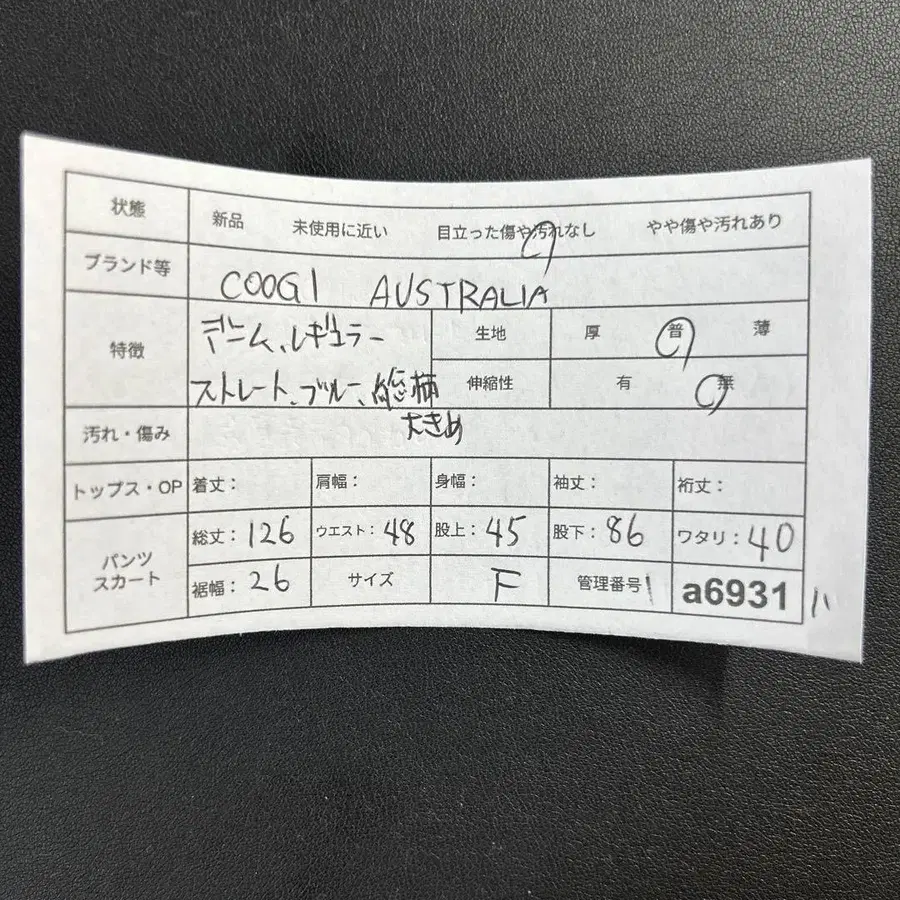 状態 新品 未使用に近い 目立った傷や汚れなし やや傷や汚れあり
ブランド等 COOGI AUSTRALIA
特徴 デニム、レギュラー
ストレート、ブルー、総柄
大きめ
生地 厚 普 薄
伸縮性 有 無
汚れ・傷み
トップス・OP 着丈: 肩幅: 身幅: 袖丈: 裄丈:
パンツ スカート 総丈:126 ウエスト:48 股上:45 股下:86 ワタリ:40
裾幅:26 サイズ F 管理番号 a6931